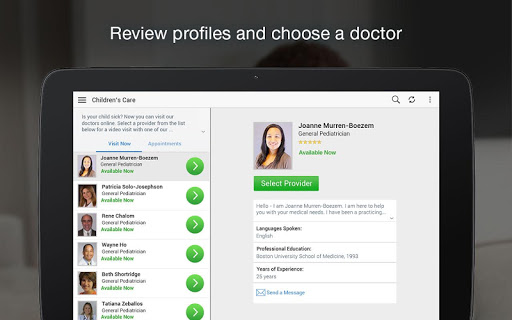 Review profiles and choose a doctor
Children's Care
Is your child sick? Now you can visit our
doctors online. Select a provider from the list
below for a video visit with one of our ...
Visit Now
Appointments
Joanne Murren-Boezem
General Pediatrician
Available Now
Patricia Solo-Josephson
General Pediatrician
Available Now
Rene Chalom
General Pediatrician
Available Now
Wayne Ho
General Pediatrician
Available Now
Beth Shortridge
General Pediatrician
Available Now
Tatiana Zeballos
General Pediatrician
Available Now
Joanne Murren-Boezem
General Pediatrician
Available Now
Select Provider
Hello - I am Joanne Murren-Boezem. I am here to help
you with your medical needs. I have been a practicing...
Languages Spoken:
English
Professional Education:
Boston University School of Medicine, 1993
Years of Experience:
25 years
Send a Message